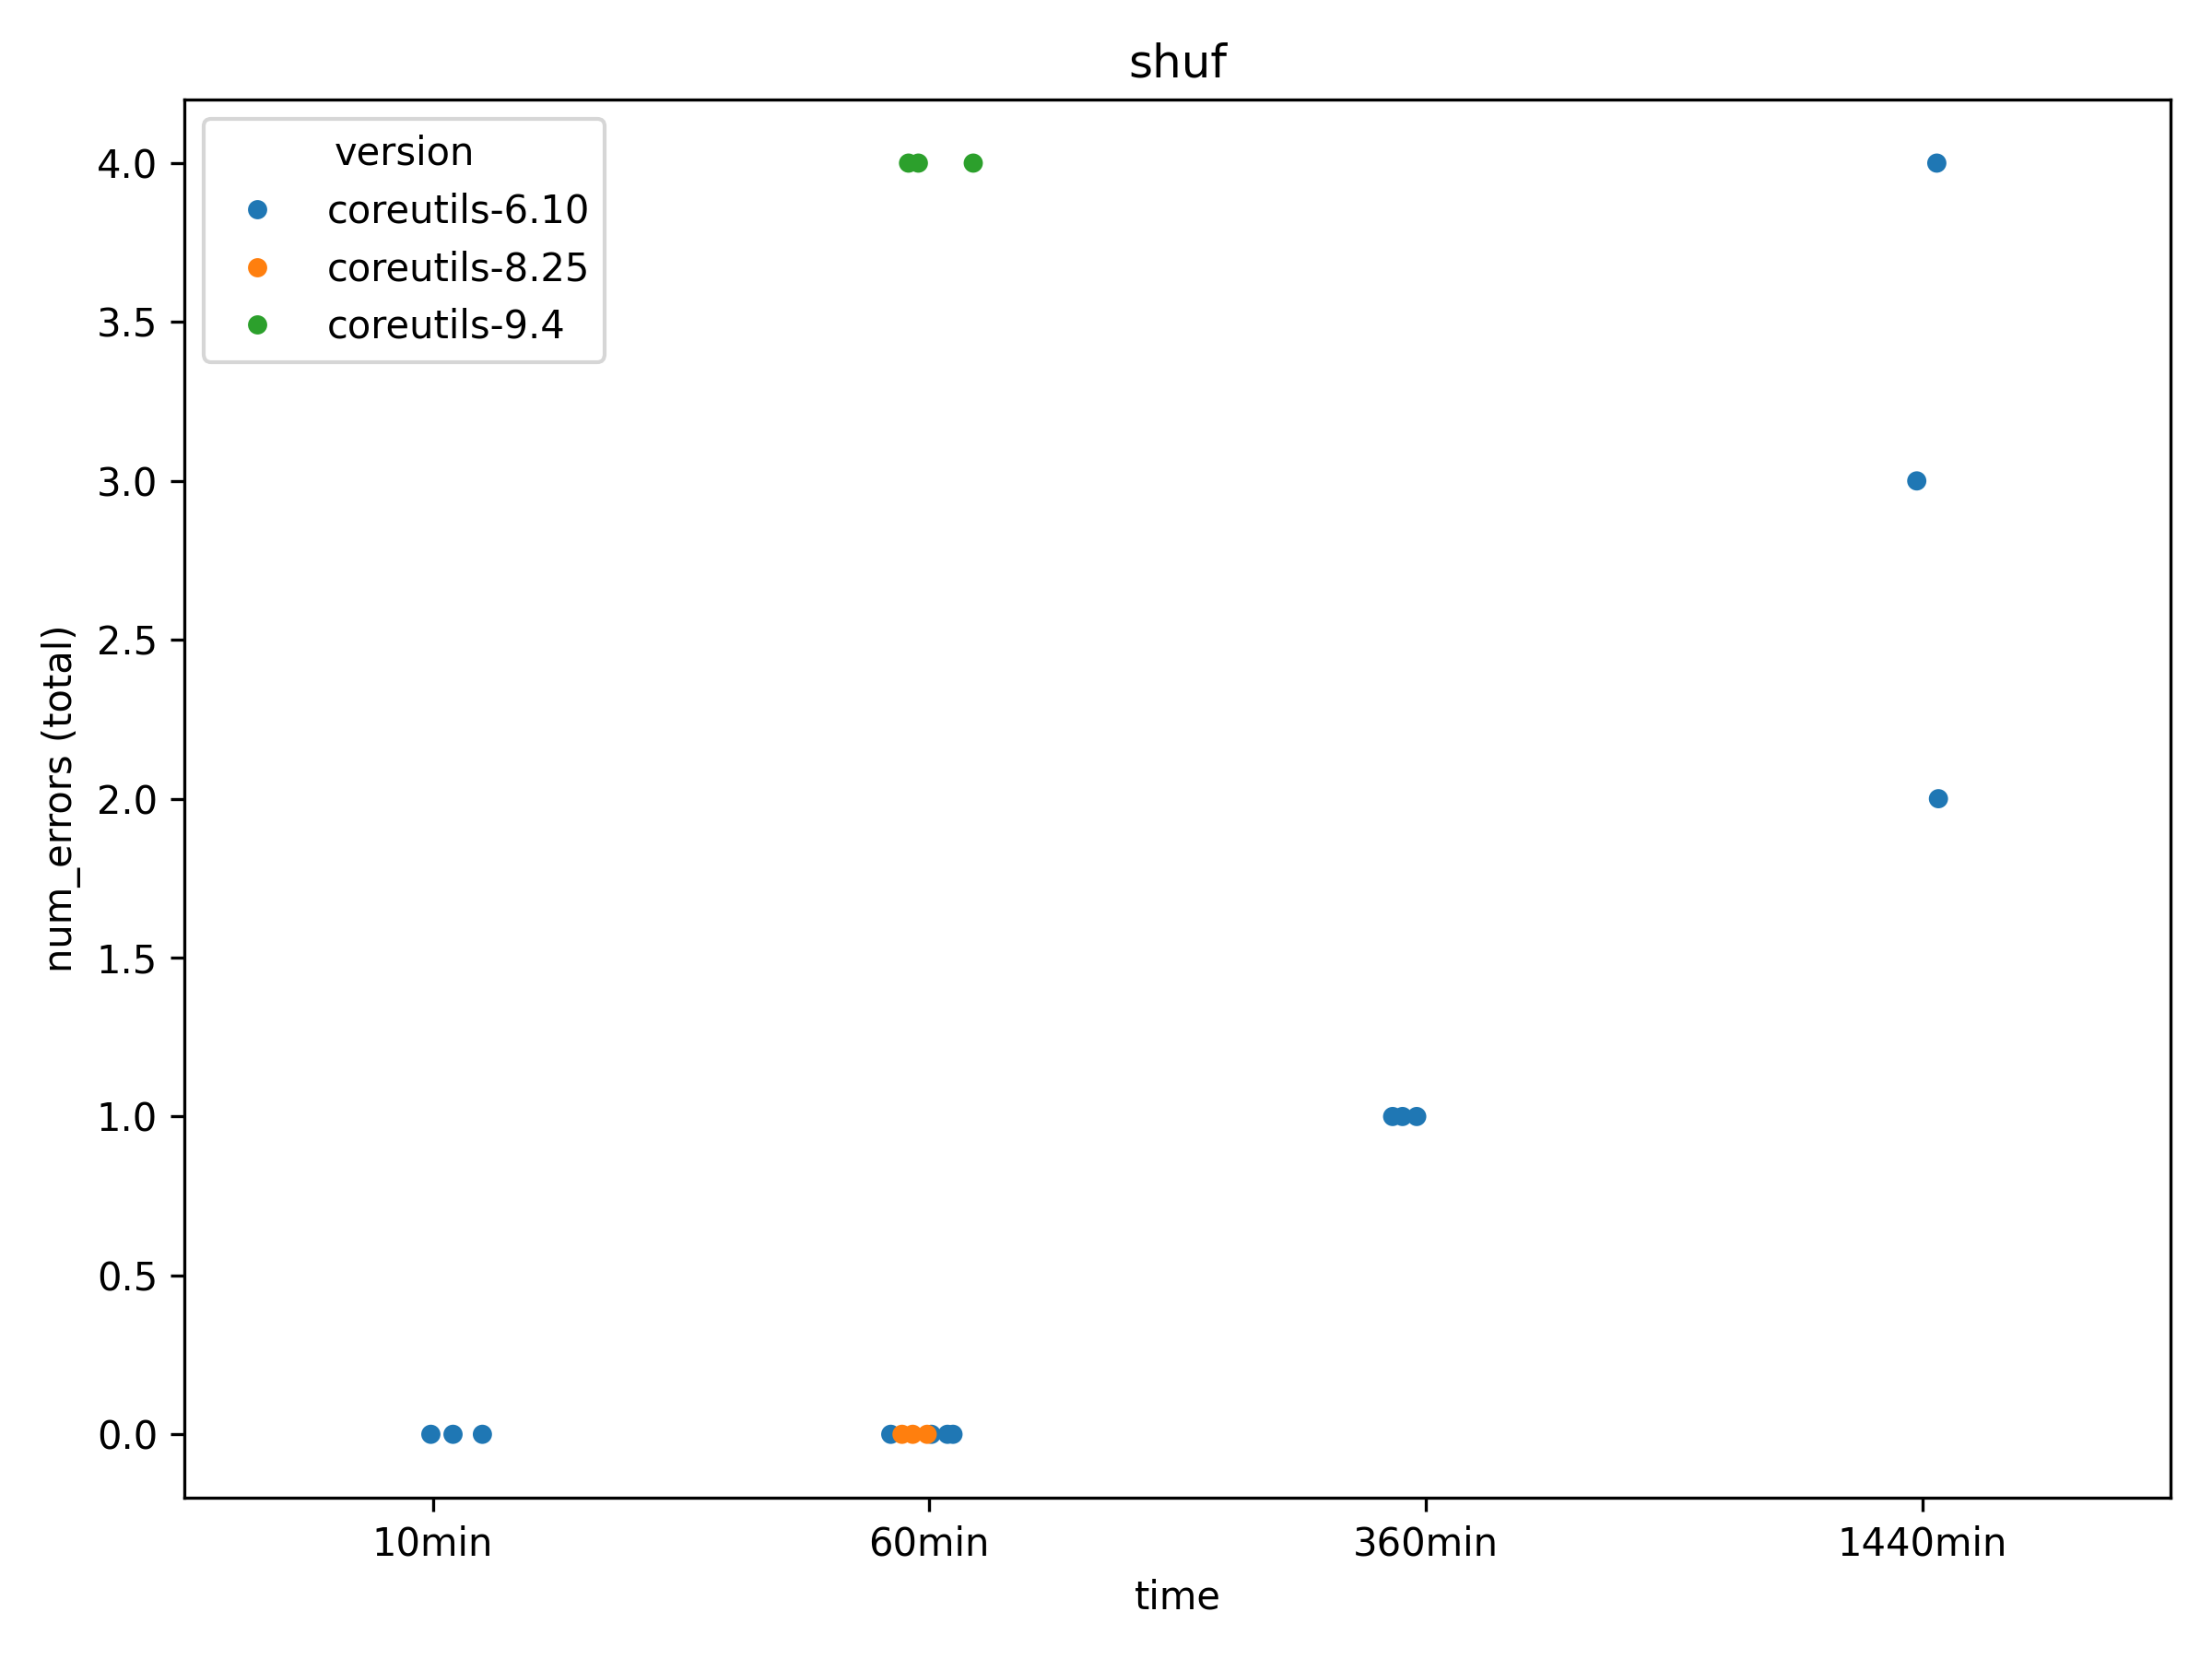 shuf
version
coreutils-6.10
coreutils-8.25
coreutils-9.4
num_errors (total)
4.0
3.5
3.0
2.5
2.0
1.5
1.0
0.5
0.0
10min 60min 360min 1440min
time